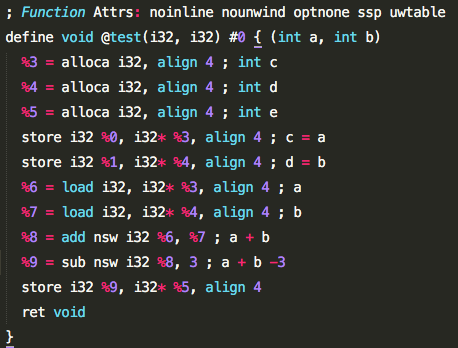 ; Function Attrs: noinline nounwind optnone ssp uwtable
define void @test(i32, i32) #0 { (int a, int b)
%3 = alloca i32, align 4 ; int c
%4 = alloca i32, align 4 ; int d
%5 = alloca i32, align 4 ; int e
store i32 %0, i32* %3, align 4 ; c = a
store i32 %1, i32* %4, align 4 ; d = b
%6 = load i32, i32* %3, align 4 ; a
%7 = load i32, i32* %4, align 4 ; b
%8 = add nsw i32 %6, %7 ; a + b
%9 = sub nsw i32 %8, 3 ; a + b -3
store i32 %9, i32* %5, align 4
ret void
}